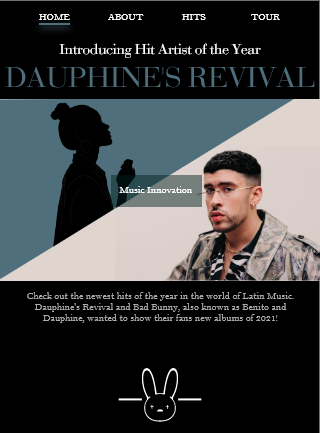 HOME ABOUT HITS TOUR
Introducing Hit Artist of the Year
DAUPHINE'S REVIVAL
Music Innovation
Check out the newest hits of the year in the world of Latin Music.
Dauphine's Revival and Bad Bunny, also known as Benito and
Dauphine, wanted to show their fans new albums of 2021!